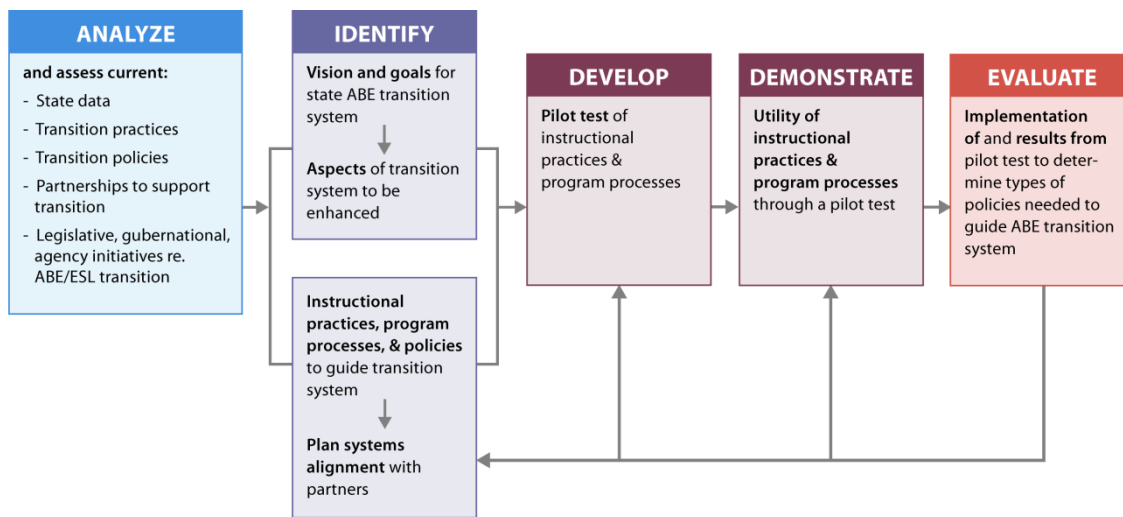 ANALYZE
and assess current:
- State data
- Transition practices
- Transition policies
- Partnerships to support
transition
- Legislative, gubernational,
agency initiatives re.
ABE/ESL transition
IDENTIFY
Vision and goals for
state ABE transition
system
Aspects of transition
system to be
enhanced
Instructional
practices, program
processes, & policies
to guide transition
system
Plan systems
alignment with
partners
DEVELOP
Pilot test of
instructional
practices &
program processes
DEMONSTRATE
Utility of
instructional
practices &
program processes
through a pilot test
EVALUATE
Implementation
of and results from
pilot test to deter-
mine types of
policies needed to
guide ABE transition
system